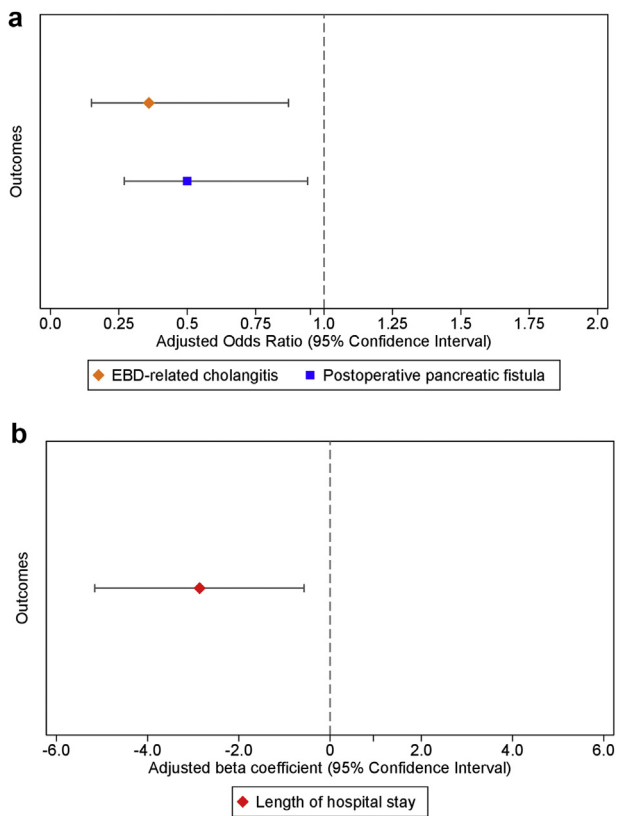 a
Outcomes
0.0 0.25 0.5 0.75 1.0 1.25 1.5 1.75 2.0
Adjusted Odds Ratio (95% Confidence Interval)
EBD-related cholangitis Postoperative pancreatic fistula
b
Outcomes
-6.0 -4.0 -2.0 0 2.0 4.0 6.0
Adjusted beta coefficient (95% Confidence Interval)
Length of hospital stay